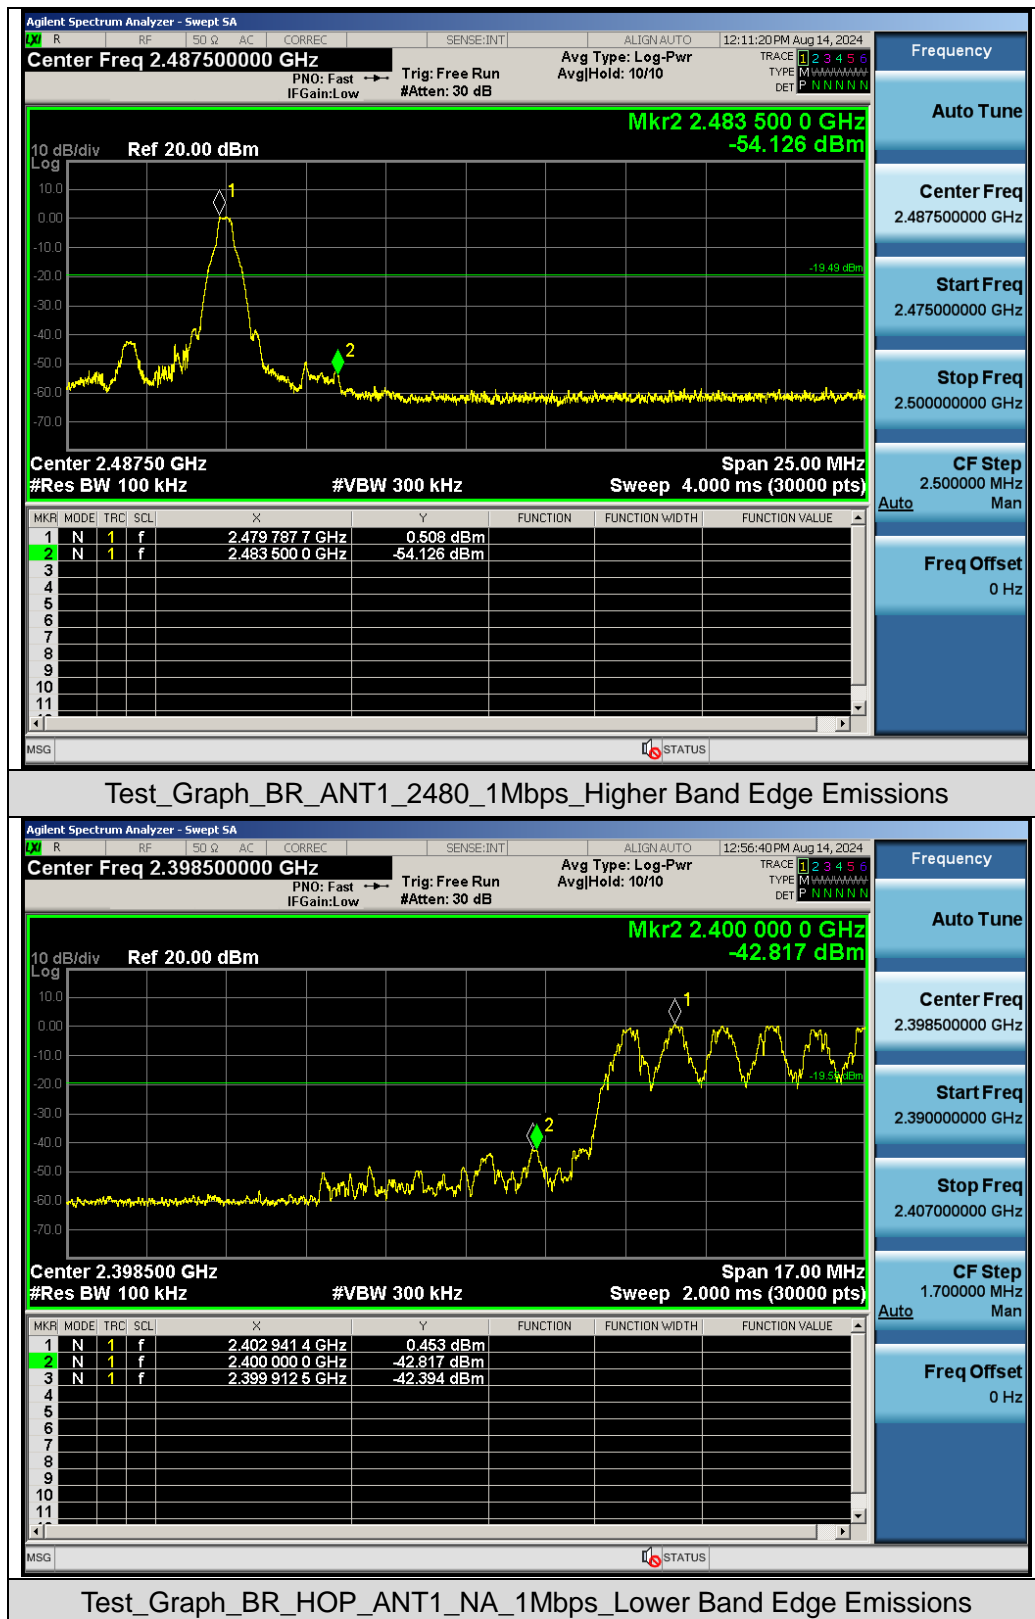 Agilent Spectrum Analyzer - Swept SA
LXI R RF 50 Ω AC CORREC SENSE:INT ALIGN AUTO 12:11:20 PM Aug 14, 2024
Center Freq 2.487500000 GHz
PNO: Fast
IFGain:Low
Trig: Free Run
#Atten: 30 dB
Avg Type: Log-Pwr
Avg|Hold: 10/10
TRACE 1 2 3 4 5 6
TYPE M WWWWW
DET P N N N N N
Mkr2 2.483 500 0 GHz
-54.126 dBm
10 dB/div Ref 20.00 dBm
Log
10.0
0.00
-10.0
-20.0
-30.0
-40.0
-50.0
-60.0
-70.0
1
-19.49 dBm
2
Center 2.48750 GHz Span 25.00 MHz
#Res BW 100 kHz #VBW 300 kHz Sweep 4.000 ms (30000 pts)
MKR MODE TRC SCL X Y FUNCTION FUNCTION WIDTH FUNCTION VALUE
1 N 1 f 2.479 787 7 GHz 0.508 dBm
2 N 1 f 2.483 500 0 GHz -54.126 dBm
3
4
5
6
7
8
9
10
11
MSG STATUS
Frequency
Auto Tune
Center Freq
2.487500000 GHz
Start Freq
2.475000000 GHz
Stop Freq
2.500000000 GHz
CF Step
2.500000 MHz
Auto Man
Freq Offset
0 Hz
Test_Graph_BR_ANT1_2480_1Mbps_Higher Band Edge Emissions
Agilent Spectrum Analyzer - Swept SA
LXI R RF 50 Ω AC CORREC SENSE:INT ALIGN AUTO 12:56:40 PM Aug 14, 2024
Center Freq 2.398500000 GHz
PNO: Fast
IFGain:Low
Trig: Free Run
#Atten: 30 dB
Avg Type: Log-Pwr
Avg|Hold: 10/10
TRACE 1 2 3 4 5 6
TYPE M WWWWW
DET P N N N N N
Mkr2 2.400 000 0 GHz
-42.817 dBm
10 dB/div Ref 20.00 dBm
Log
10.0
0.00
-10.0
-20.0
-30.0
-40.0
-50.0
-60.0
-70.0
1
2
Center 2.398500 GHz Span 17.00 MHz
#Res BW 100 kHz #VBW 300 kHz Sweep 2.000 ms (30000 pts)
MKR MODE TRC SCL X Y FUNCTION FUNCTION WIDTH FUNCTION VALUE
1 N 1 f 2.402 941 4 GHz 0.453 dBm
2 N 1 f 2.400 000 0 GHz -42.817 dBm
3 N 1 f 2.399 912 5 GHz -42.394 dBm
4
5
6
7
8
9
10
11
MSG STATUS
Frequency
Auto Tune
Center Freq
2.398500000 GHz
Start Freq
2.390000000 GHz
Stop Freq
2.407000000 GHz
CF Step
1.700000 MHz
Auto Man
Freq Offset
0 Hz
Test_Graph_BR_HOP_ANT1_NA_1Mbps_Lower Band Edge Emissions